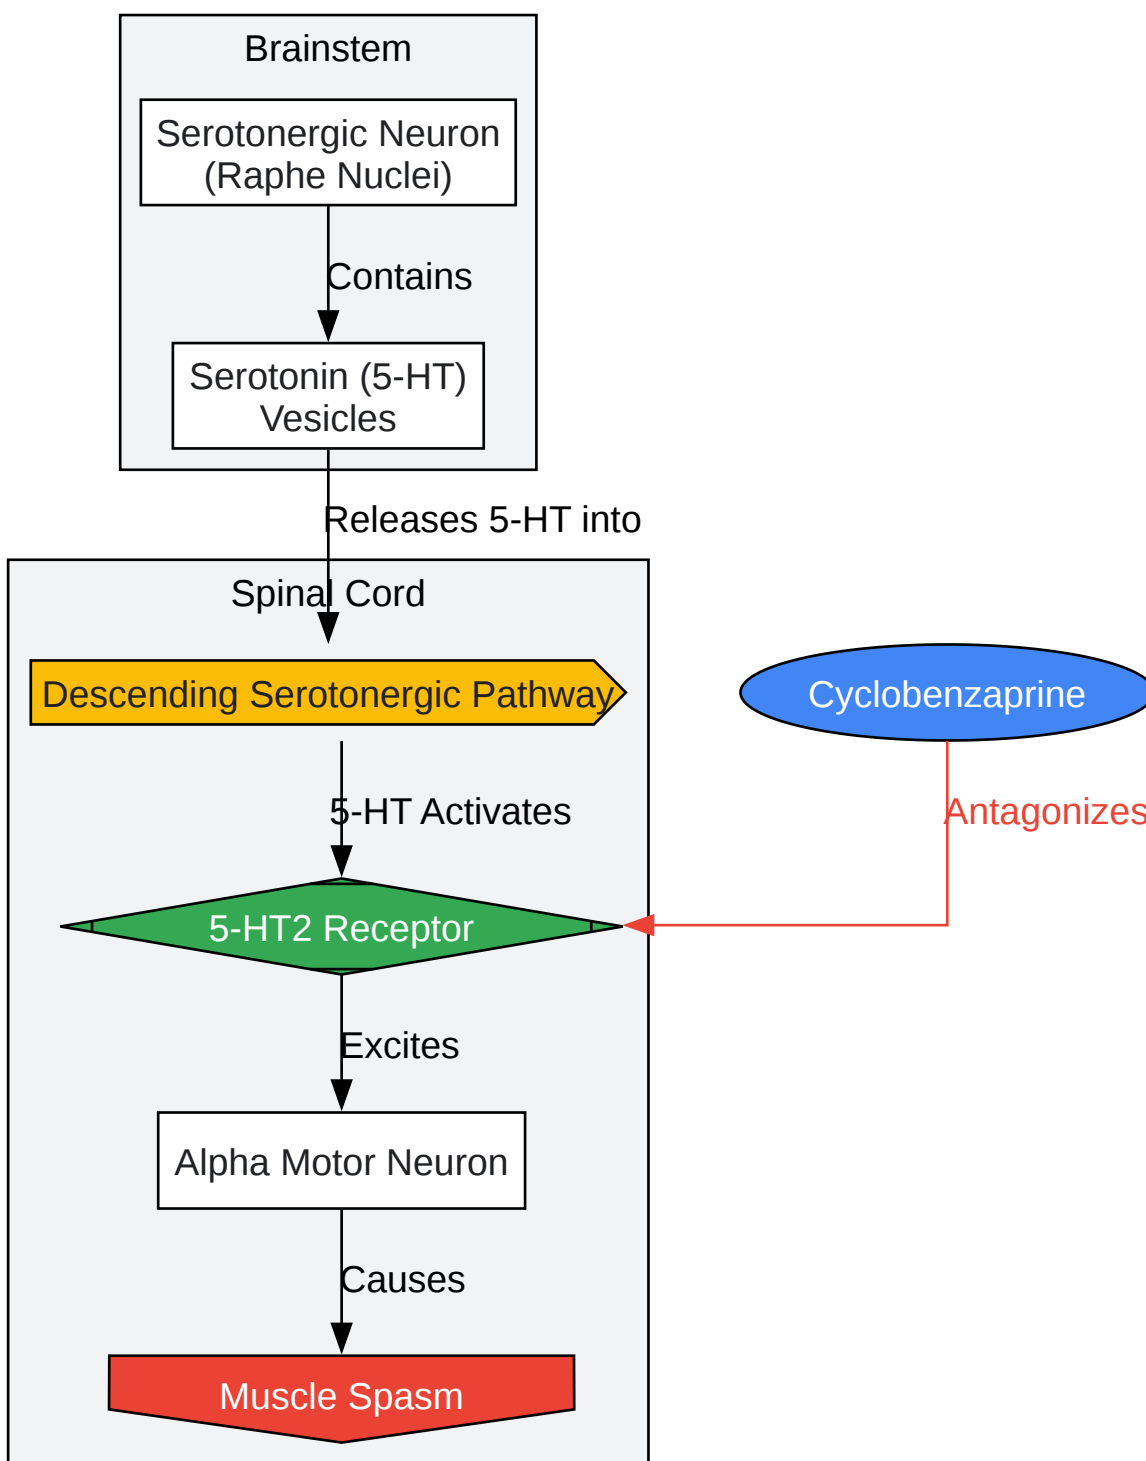 Brainstem
Serotonergic Neuron
(Raphe Nuclei)
Contains
Serotonin (5-HT)
Vesicles
Releases 5-HT into
Spinal Cord
Descending Serotonergic Pathway
Cyclobenzaprine
5-HT Activates
Antagonizes
5-HT2 Receptor
Excites
Alpha Motor Neuron
Causes
Muscle Spasm